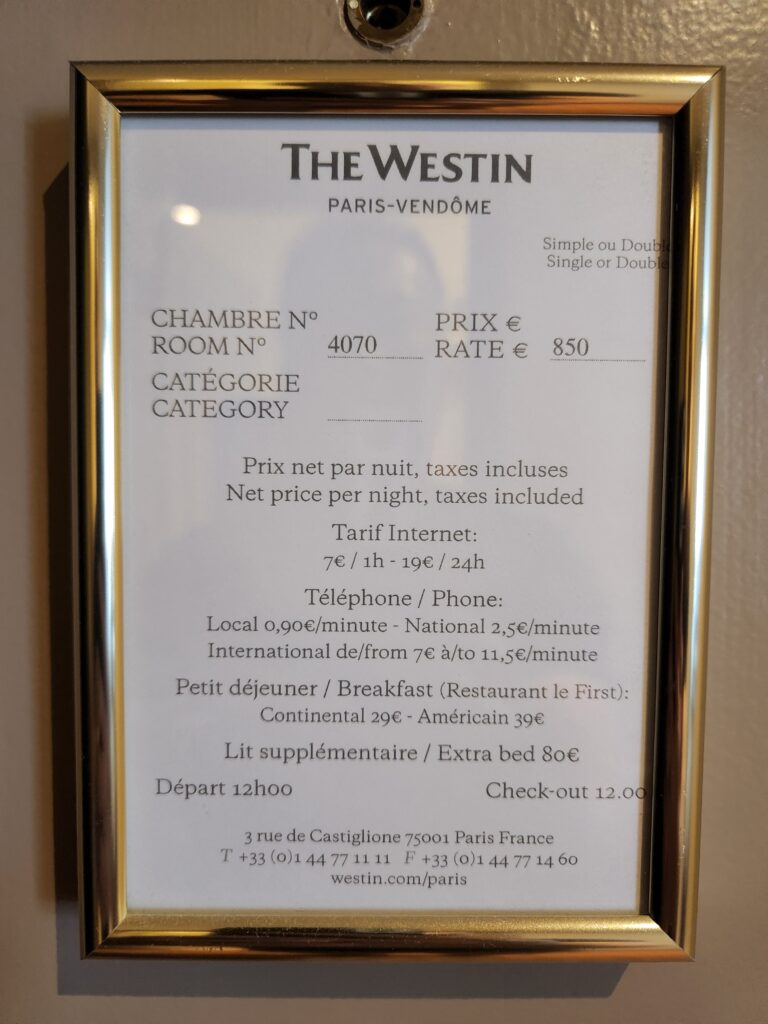 THE WESTIN
PARIS-VENDÔME
Simple ou Double
Single or Double
CHAMBRE Nº PRIX €
ROOM Nº 4070 RATE € 850
CATÉGORIE
CATEGORY
Prix net par nuit, taxes incluses
Net price per night, taxes included
Tarif Internet:
7€ / 1h - 19€ / 24h
Téléphone / Phone:
Local 0,90€/minute - National 2,5€/minute
International de/from 7€ à/to 11,5€/minute
Petit déjeuner / Breakfast (Restaurant le First):
Continental 29€ - Américain 39€
Lit supplémentaire / Extra bed 80€
Départ 12h00 Check-out 12.00
3 rue de Castiglione 75001 Paris France
T +33 (0)1 44 77 11 11 F +33 (0)1 44 77 14 60
westin.com/paris